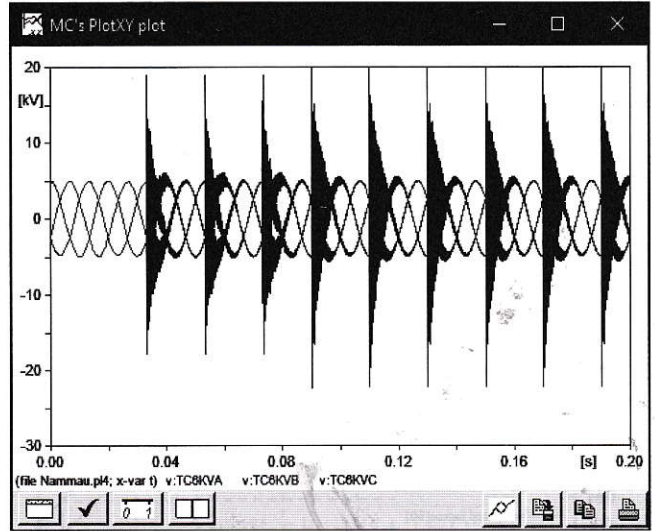 MC's PlotXY plot
20
[kV]
10
0
-10
-20
-30
0.00 0.04 0.08 0.12 0.16 [s] 0.20
(file Nammau.pl4; x-var t) v:TC6KVA v:TC6KVB v:TC6KVC
0 1